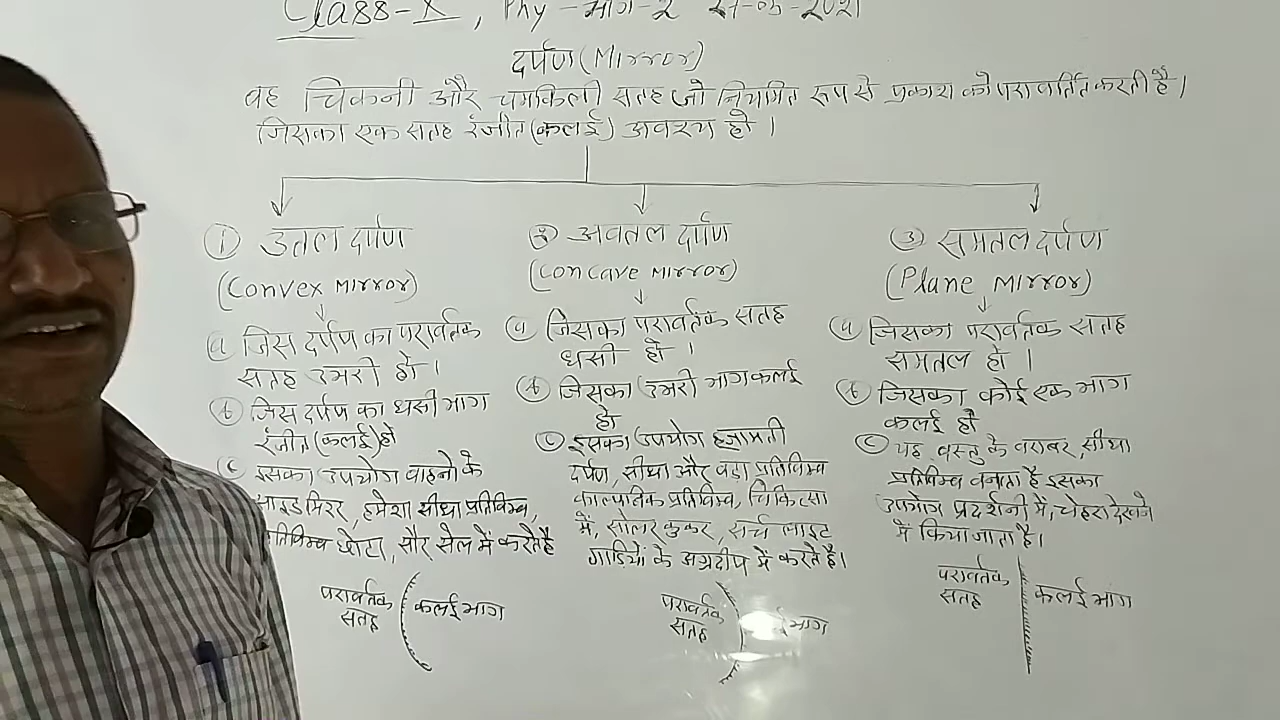 Class-X, Phy-भाग-2
दर्पण (Mirror)
वह चिकनी और चमकिली सतह जो नियमित रूप से प्रकाश को परावर्तित करती है।
जिसका एक सतह रंजीत (कलई) अवश्य हो।
① उत्तल दर्पण
(Convex Mirror)
ⓐ जिस दर्पण का परावर्तक
सतह उभरी हो।
ⓑ जिस दर्पण का धसी भाग
रंजीत (कलई) हो
ⓒ इसका उपयोग वाहनो के
साइड मिरर, हमेशा सीधा प्रतिबिम्ब,
प्रतिबिम्ब छोटा, सौर सेल में करते है
परावर्तक
सतह
कलई भाग
② अवतल दर्पण
(Concave Mirror)
ⓐ जिसका परावर्तक सतह
धसी हो।
ⓑ जिसका उभरी भाग कलई
हो
ⓒ इसका उपयोग हजामती
दर्पण, सीधा और बड़ा प्रतिबिम्ब
काल्पनिक प्रतिबिम्ब, चिकित्सा
में, सोलर कुकर, सर्च लाइट
गाडियों के अग्रदीप में करते है।
परावर्तक
सतह
भाग
③ समतल दर्पण
(Plane Mirror)
ⓐ जिसका परावर्तक सतह
समतल हो।
ⓑ जिसका कोई एक भाग
कलई हो
ⓒ यह वस्तु के बराबर, सीधा
प्रतिबिम्ब बनाता है इसका
उपयोग प्रदर्शनी में, चेहरा देखने
में किया जाता है।
परावर्तक
सतह
कलई भाग